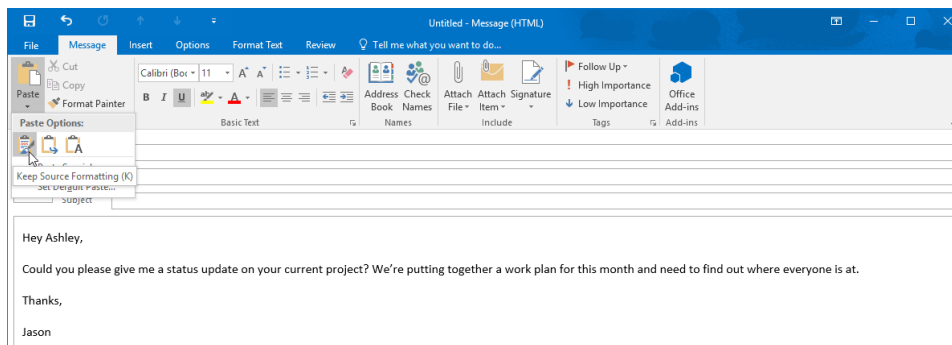 Untitled - Message (HTML)
File Message Insert Options Format Text Review Tell me what you want to do...
Cut
Copy
Format Painter
Paste
Calibri (Boc 11
A A
B I U aby A
Address Book
Check Names
Attach File
Attach Item
Signature
Follow Up
High Importance
Low Importance
Office Add-ins
Basic Text Names Include Tags Add-ins
Paste Options:
A
Keep Source Formatting (K)
Paste...
Subject
Hey Ashley,
Could you please give me a status update on your current project? We're putting together a work plan for this month and need to find out where everyone is at.
Thanks,
Jason